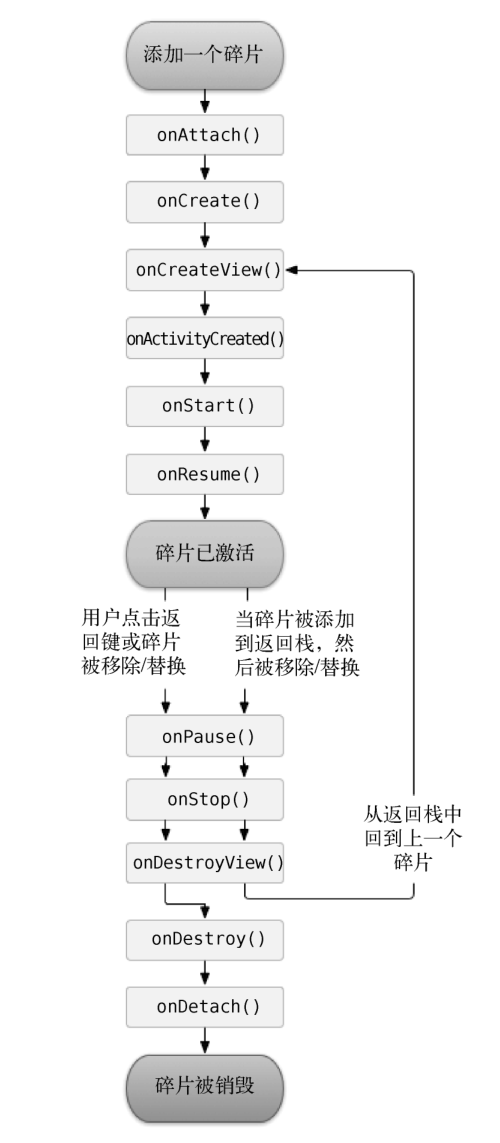 添加一个碎片
onAttach()
onCreate()
onCreateView()
onActivityCreated()
onStart()
onResume()
碎片已激活
用户点击返
回键或碎片
被移除/替换
当碎片被添加
到返回栈，然
后被移除/替换
onPause()
onStop()
从返回栈中
回到上一个
碎片
onDestroyView()
onDestroy()
onDetach()
碎片被销毁